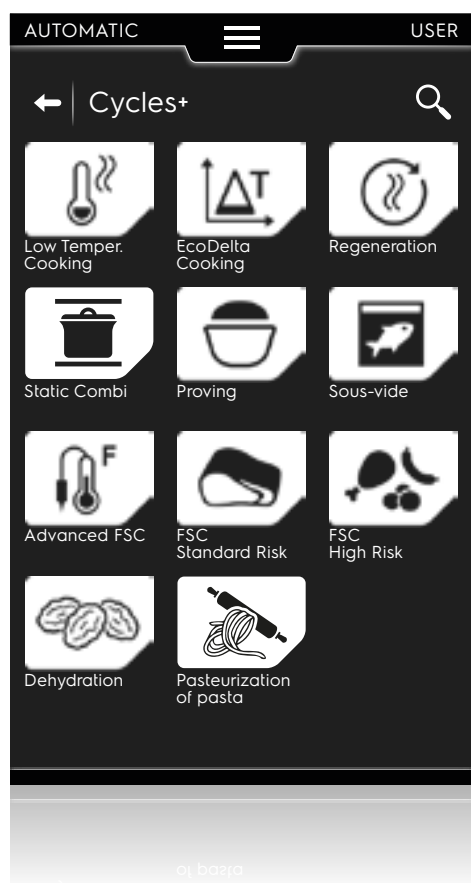 AUTOMATIC
USER
Cycles+
Low Temper.
Cooking
EcoDelta
Cooking
Regeneration
Static Combi
Proving
Sous-vide
Advanced FSC
FSC
Standard Risk
FSC
High Risk
Dehydration
Pasteurization
of pasta